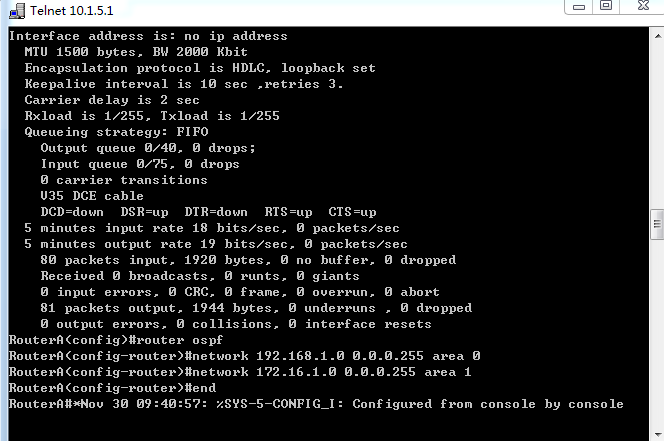 Telnet 10.1.5.1
Interface address is: no ip address
MTU 1500 bytes, BW 2000 Kbit
Encapsulation protocol is HDLC, loopback set
Keepalive interval is 10 sec ,retries 3.
Carrier delay is 2 sec
Rxload is 1/255, Txload is 1/255
Queueing strategy: FIFO
Output queue 0/40, 0 drops;
Input queue 0/75, 0 drops
0 carrier transitions
V35 DCE cable
DCD=down  DSR=up  DTR=down  RTS=up  CTS=up
5 minutes input rate 18 bits/sec, 0 packets/sec
5 minutes output rate 19 bits/sec, 0 packets/sec
80 packets input, 1920 bytes, 0 no buffer, 0 dropped
Received 0 broadcasts, 0 runts, 0 giants
0 input errors, 0 CRC, 0 frame, 0 overrun, 0 abort
81 packets output, 1944 bytes, 0 underruns , 0 dropped
0 output errors, 0 collisions, 0 interface resets
RouterA(config)#router ospf
RouterA(config-router)#network 192.168.1.0 0.0.0.255 area 0
RouterA(config-router)#network 172.16.1.0 0.0.0.255 area 1
RouterA(config-router)#end
RouterA#*Nov 30 09:40:57: %SYS-5-CONFIG_I: Configured from console by console